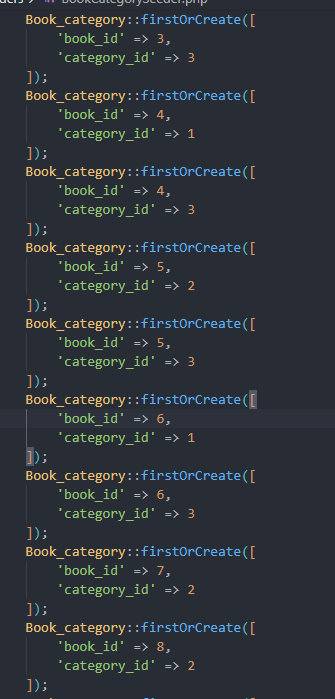 BookCategorySeeder.php
Book_category::firstOrCreate([
    'book_id' => 3,
    'category_id' => 3
]);
Book_category::firstOrCreate([
    'book_id' => 4,
    'category_id' => 1
]);
Book_category::firstOrCreate([
    'book_id' => 4,
    'category_id' => 3
]);
Book_category::firstOrCreate([
    'book_id' => 5,
    'category_id' => 2
]);
Book_category::firstOrCreate([
    'book_id' => 5,
    'category_id' => 3
]);
Book_category::firstOrCreate([
    'book_id' => 6,
    'category_id' => 1
]);
Book_category::firstOrCreate([
    'book_id' => 6,
    'category_id' => 3
]);
Book_category::firstOrCreate([
    'book_id' => 7,
    'category_id' => 2
]);
Book_category::firstOrCreate([
    'book_id' => 8,
    'category_id' => 2
]);